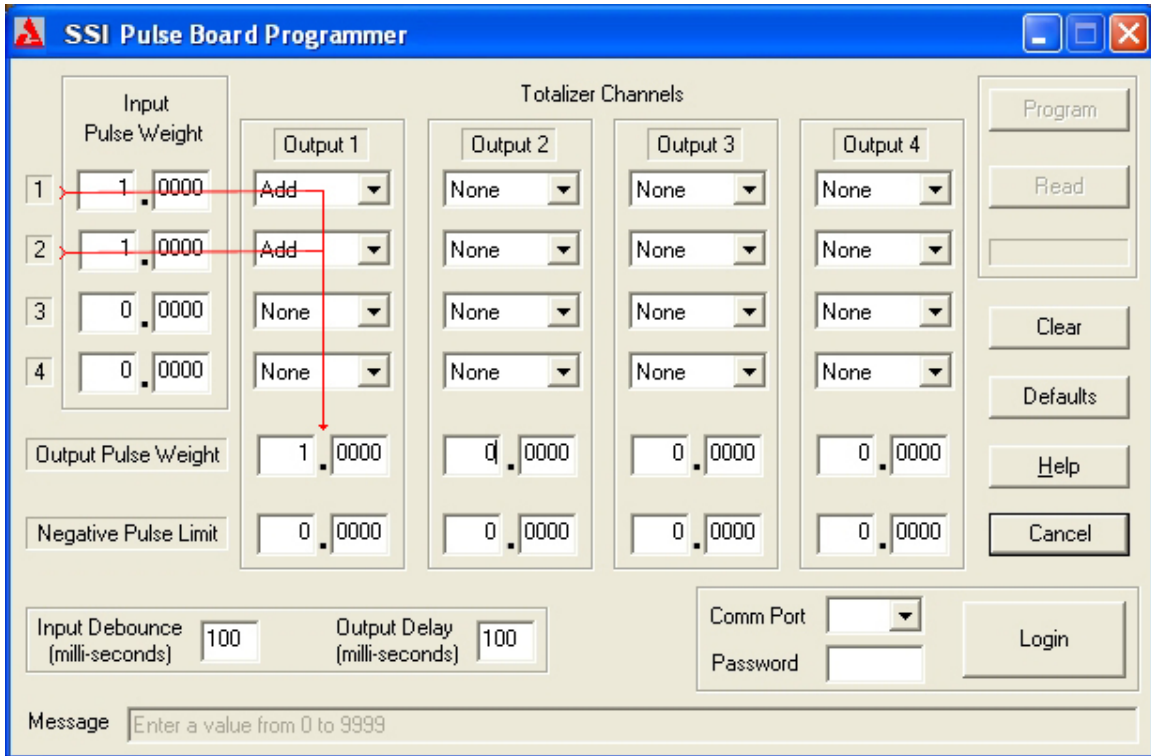 SSI Pulse Board Programmer
Input
Pulse Weight
Totalizer Channels
Output 1
Output 2
Output 3
Output 4
Program
1
1 . 0000
Add
None
None
None
Read
2
1 . 0000
Add
None
None
None
3
0 . 0000
None
None
None
None
Clear
4
0 . 0000
None
None
None
None
Defaults
Output Pulse Weight
1 . 0000
0 . 0000
0 . 0000
0 . 0000
Help
Negative Pulse Limit
0 . 0000
0 . 0000
0 . 0000
0 . 0000
Cancel
Input Debounce
(milli-seconds)
100
Output Delay
(milli-seconds)
100
Comm Port
Password
Login
Message
Enter a value from 0 to 9999